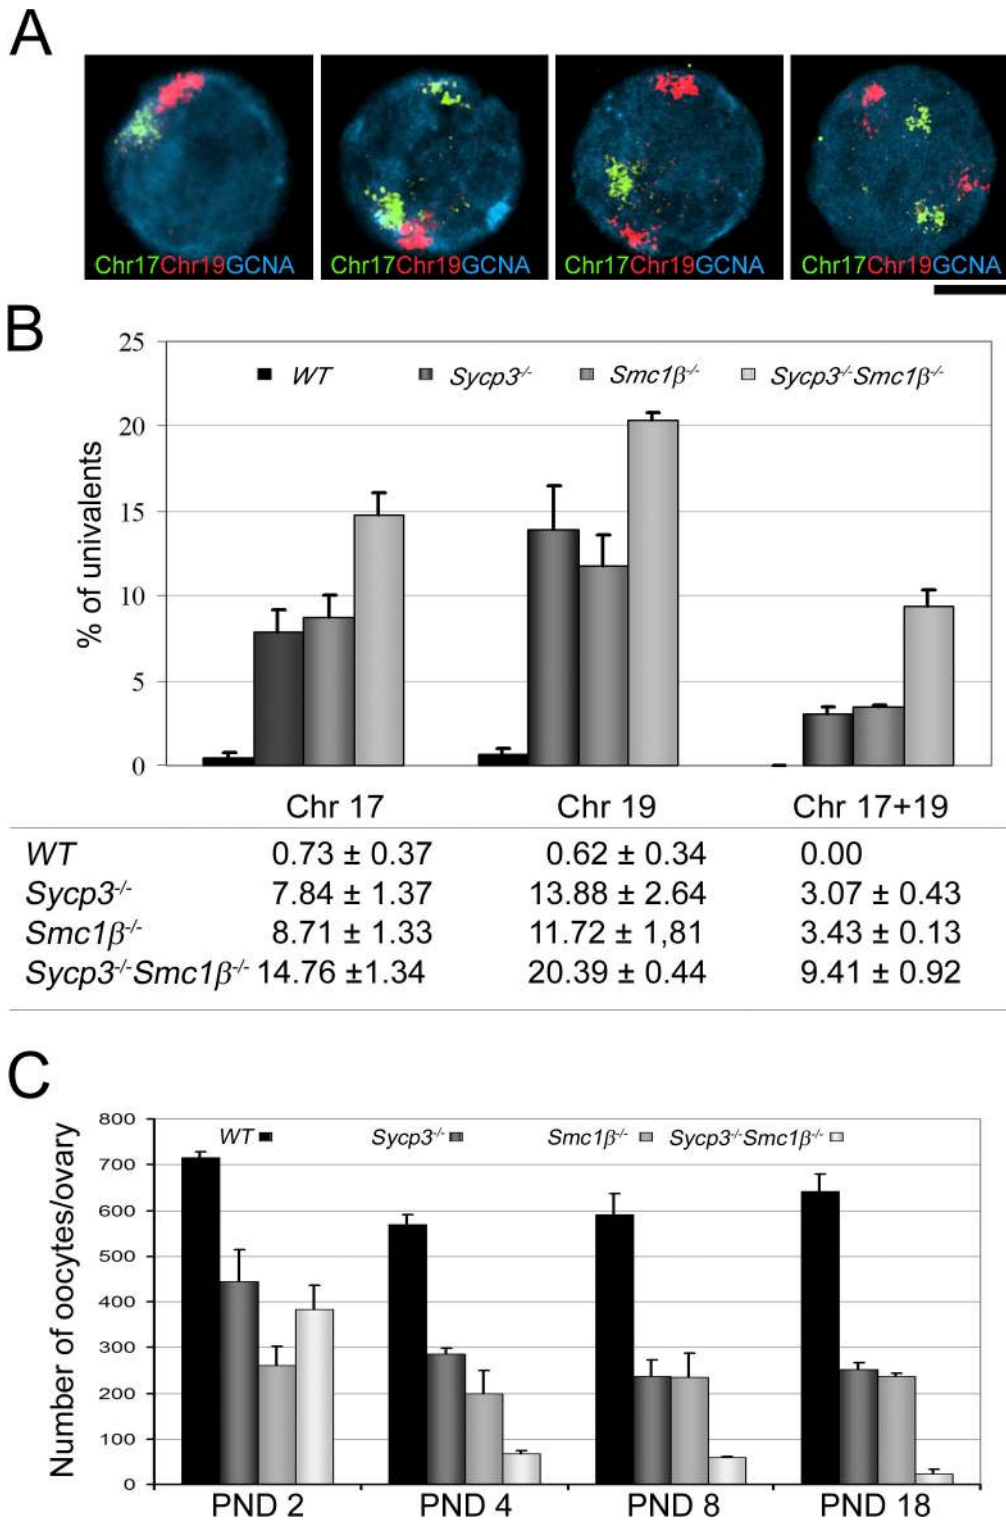 A
Chr17Chr19GCNA Chr17Chr19GCNA Chr17Chr19GCNA Chr17Chr19GCNA
B
25
WT Sycp3-/- Smc1β-/- Sycp3-/-Smc1β-/-
20
15
10
5
0
% of univalents
Chr 17 Chr 19 Chr 17+19
WT 0.73 ± 0.37 0.62 ± 0.34 0.00
Sycp3-/- 7.84 ± 1.37 13.88 ± 2.64 3.07 ± 0.43
Smc1β-/- 8.71 ± 1.33 11.72 ± 1,81 3.43 ± 0.13
Sycp3-/-Smc1β-/- 14.76 ±1.34 20.39 ± 0.44 9.41 ± 0.92
C
800
WT Sycp3-/- Smc1β-/- Sycp3-/-Smc1β-/-
700
600
500
400
300
200
100
0
Number of oocytes/ovary
PND 2 PND 4 PND 8 PND 18